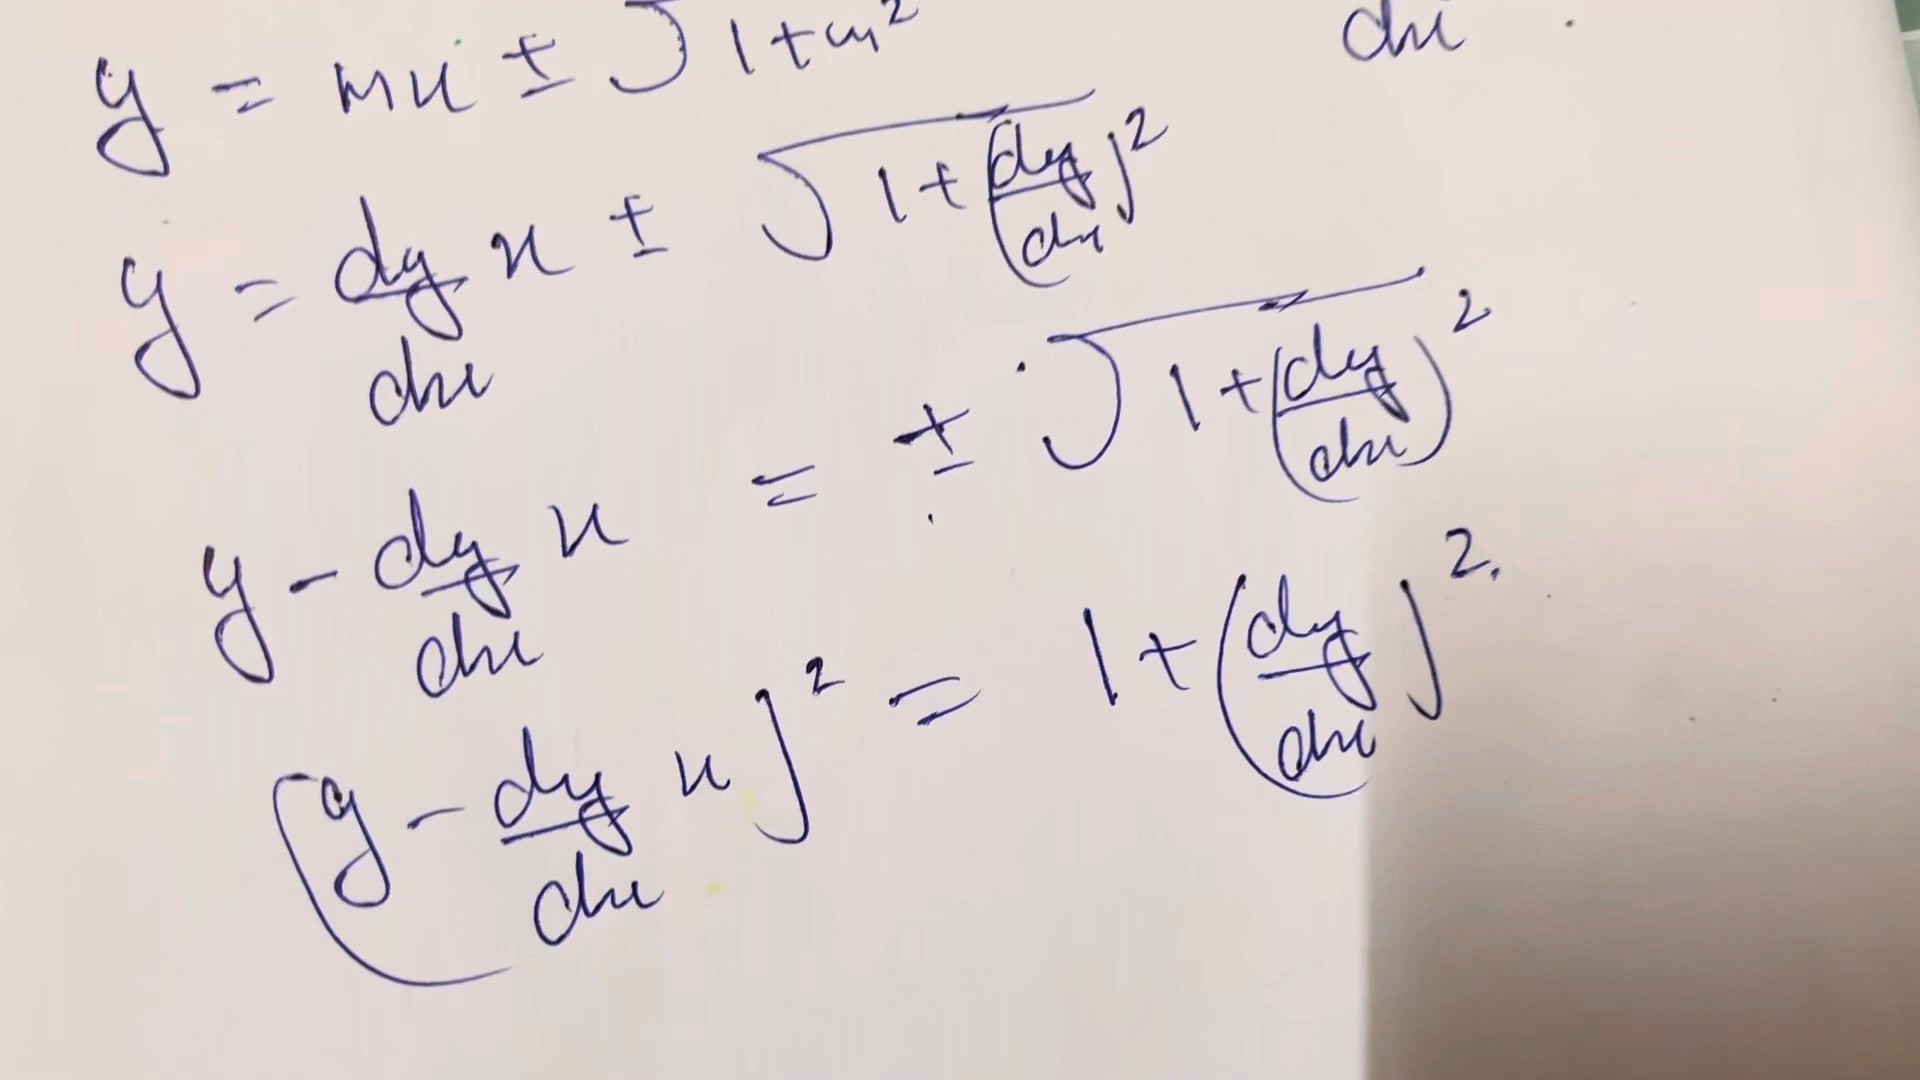 y = mx ± √1+m²
dx
y = dy/dx x ± √1+(dy/dx)²
y - dy/dx x = ± √1+(dy/dx)²
(y - dy/dx x)² = 1+(dy/dx)²